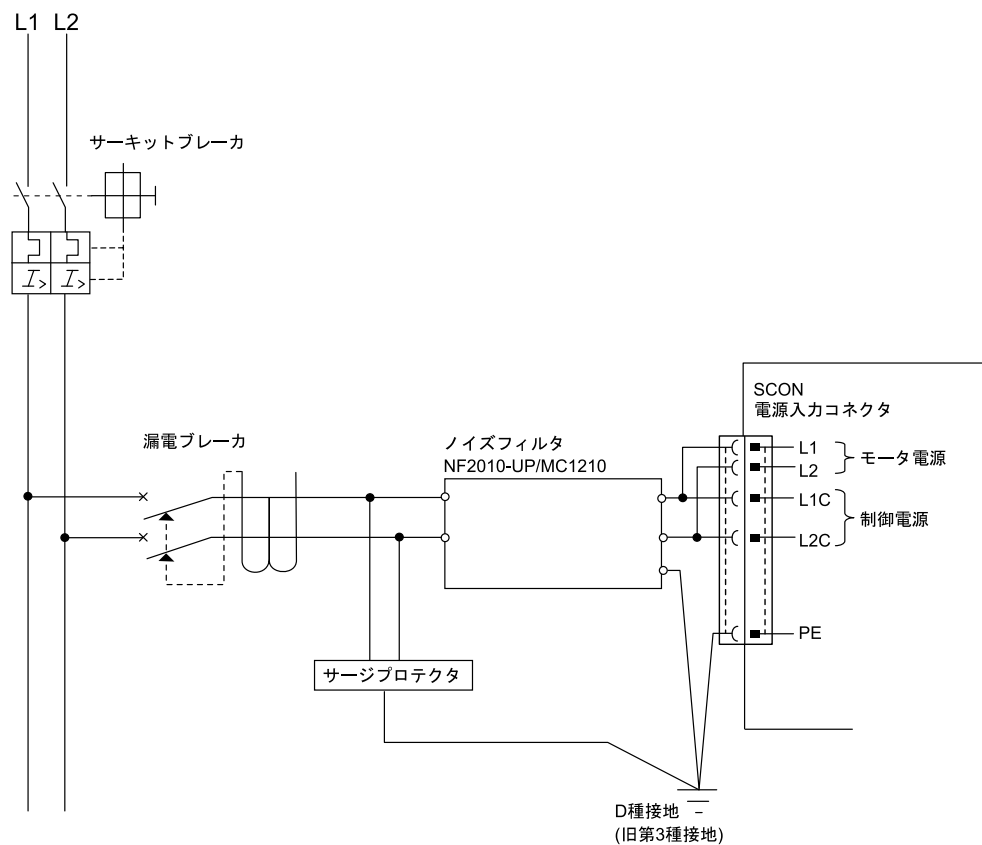 L1 L2
サーキットブレーカ
I> I>
SCON
電源入力コネクタ
漏電ブレーカ
ノイズフィルタ
NF2010-UP/MC1210
L1
L2
モータ電源
L1C
L2C
制御電源
PE
サージプロテクタ
D種接地
(旧第3種接地)